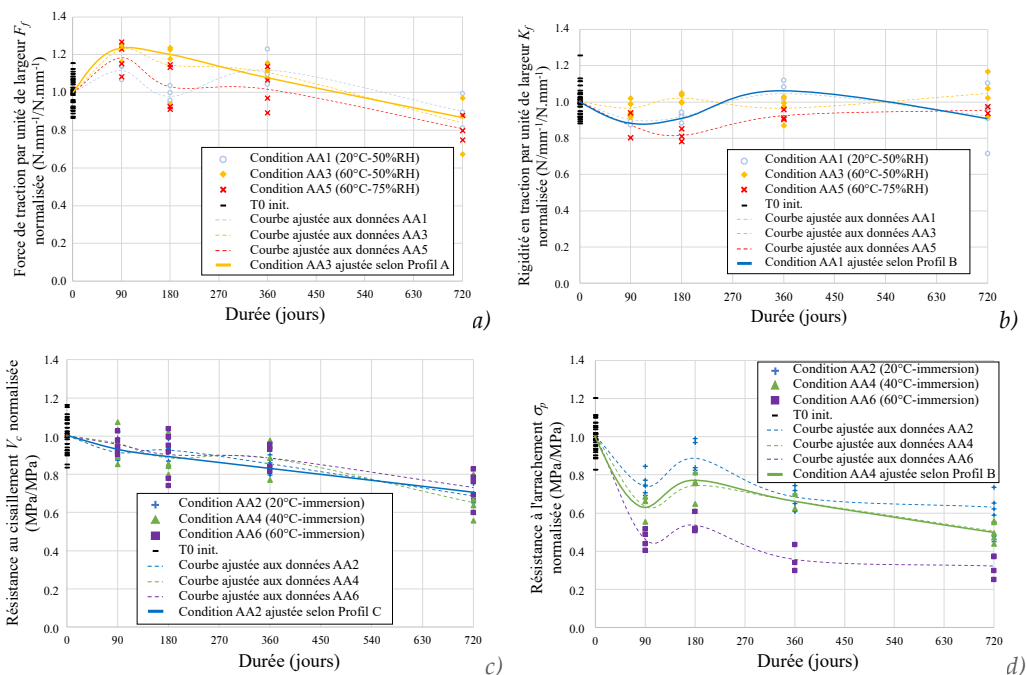 Force de traction par unité de largeur F_f
normalisée (N.mm⁻¹/N.mm⁻¹)
1.4
1.2
1.0
0.8
0.6
0.4
0.2
0.0
Condition AA1 (20°C-50%RH)
Condition AA3 (60°C-50%RH)
Condition AA5 (60°C-75%RH)
T0 init.
Courbe ajustée aux données AA1
Courbe ajustée aux données AA3
Courbe ajustée aux données AA5
Condition AA3 ajustée selon Profil A
0 90 180 270 360 450 540 630 720
Durée (jours)
a)
Rigidité en traction par unité de largeur K_f
normalisée (N/mm⁻¹/N/mm⁻¹)
1.4
1.2
1.0
0.8
0.6
0.4
0.2
0.0
Condition AA1 (20°C-50%RH)
Condition AA3 (60°C-50%RH)
Condition AA5 (60°C-75%RH)
T0 init.
Courbe ajustée aux données AA1
Courbe ajustée aux données AA3
Courbe ajustée aux données AA5
Condition AA1 ajustée selon Profil B
0 90 180 270 360 450 540 630 720
Durée (jours)
b)
Résistance au cisaillement V_c normalisée
(MPa/MPa)
1.4
1.2
1.0
0.8
0.6
0.4
0.2
0.0
Condition AA2 (20°C-immersion)
Condition AA4 (40°C-immersion)
Condition AA6 (60°C-immersion)
T0 init.
Courbe ajustée aux données AA2
Courbe ajustée aux données AA4
Courbe ajustée aux données AA6
Condition AA2 ajustée selon Profil C
0 90 180 270 360 450 540 630 720
Durée (jours)
c)
Résistance à l'arrachement σ_p
normalisée (MPa/MPa)
1.4
1.2
1.0
0.8
0.6
0.4
0.2
0.0
Condition AA2 (20°C-immersion)
Condition AA4 (40°C-immersion)
Condition AA6 (60°C-immersion)
T0 init.
Courbe ajustée aux données AA2
Courbe ajustée aux données AA4
Courbe ajustée aux données AA6
Condition AA4 ajustée selon Profil B
0 90 180 270 360 450 540 630 720
Durée (jours)
d)